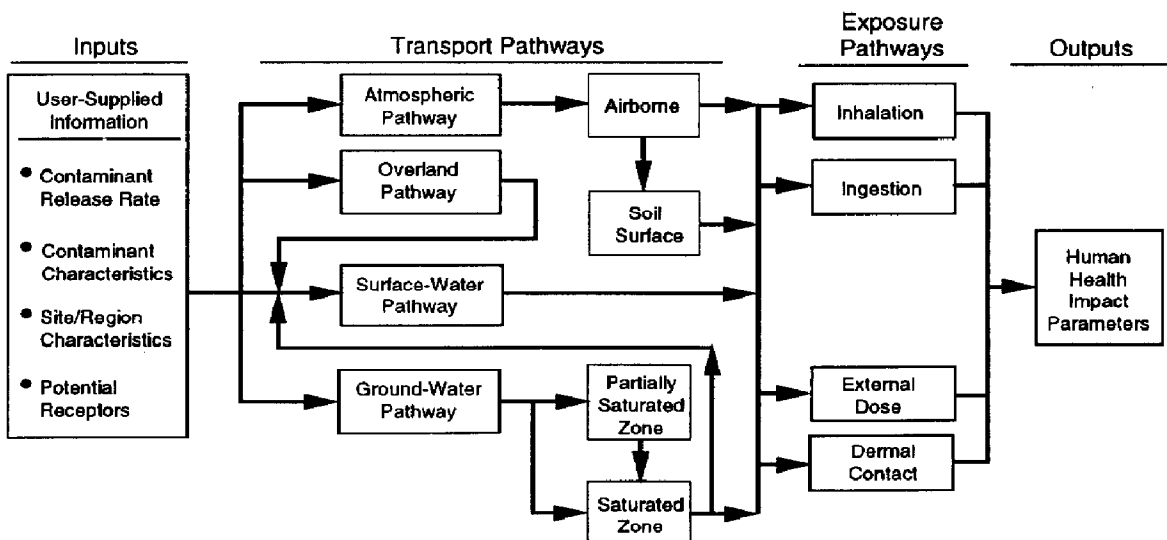 Inputs
Transport Pathways
Exposure
Pathways
Outputs
User-Supplied
Information
• Contaminant
Release Rate
• Contaminant
Characteristics
• Site/Region
Characteristics
• Potential
Receptors
Atmospheric
Pathway
Overland
Pathway
Surface-Water
Pathway
Ground-Water
Pathway
Airborne
Soil
Surface
Partially
Saturated
Zone
Saturated
Zone
Inhalation
Ingestion
External
Dose
Dermal
Contact
Human
Health
Impact
Parameters